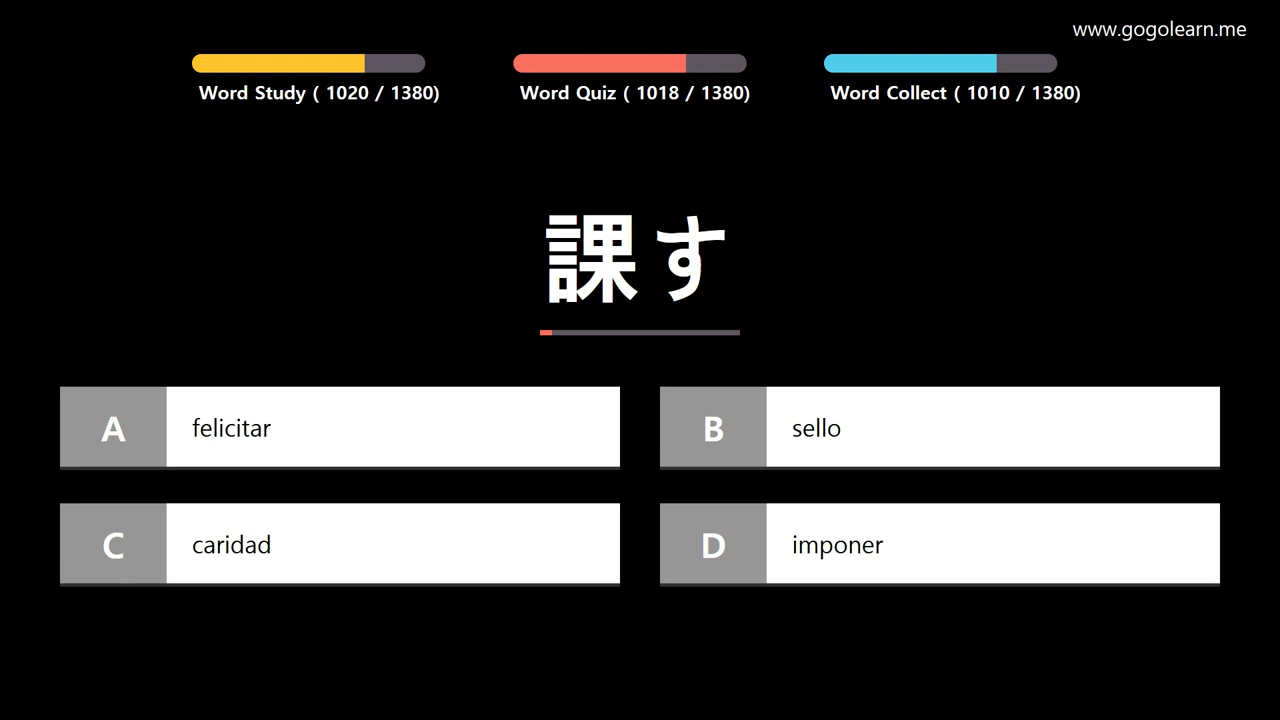 www.gogolearn.me
Word Study ( 1020 / 1380)
Word Quiz ( 1018 / 1380)
Word Collect ( 1010 / 1380)
課す
A felicitar
B sello
C caridad
D imponer